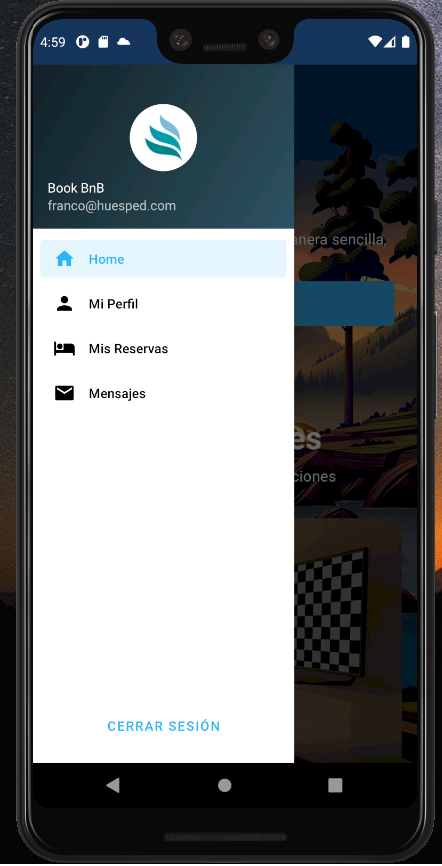 4:59
Book BnB
franco@huesped.com
Home
anera sencilla,
Mi Perfil
Mis Reservas
Mensajes
es
ciones
CERRAR SESIÓN